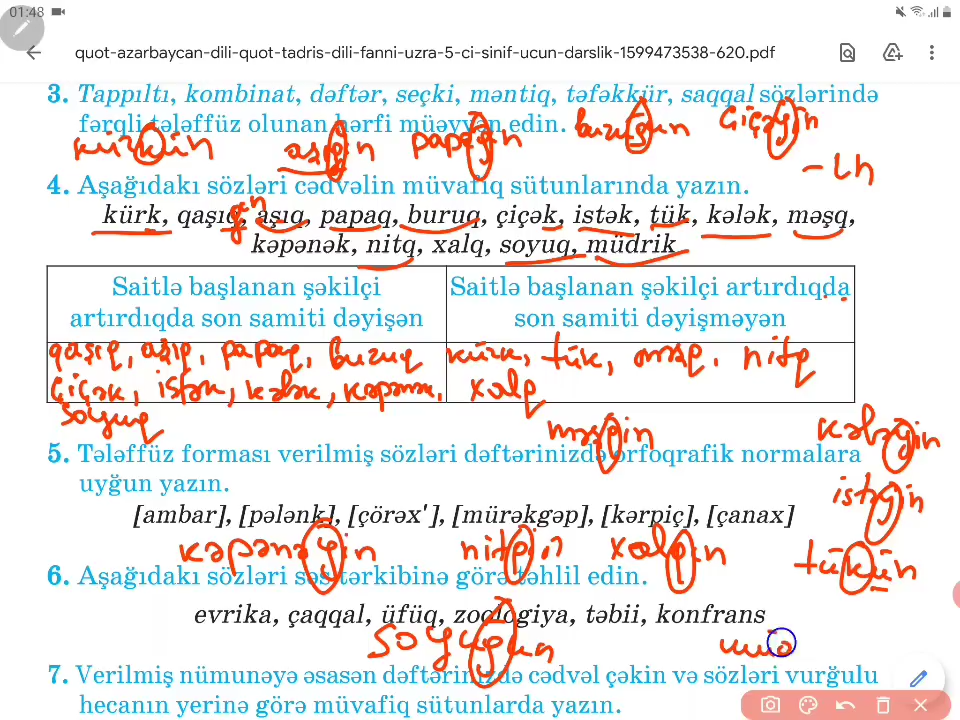 01:48
quot-azarbaycan-dili-quot-tadris-dili-fanni-uzra-5-ci-sinif-ucun-darslik-1599473538-620.pdf
3. Tappıltı, kombinat, dəftər, seçki, məntiq, təfəkkür, saqqal sözlərində
fərqli tələffüz olunan hərfi müəyyən edin.
kürkün aşığın papağın buruğun çiçəyin
-ın
4. Aşağıdakı sözləri cədvəlin müvafiq sütunlarında yazın.
ğın
kürk, qaşıq, aşıq, papaq, buruq, çiçək, istək, tük, kələk, məşq,
kəpənək, nitq, xalq, soyuq, müdrik
Saitlə başlanan şəkilçi
artırdıqda son samiti dəyişən
Saitlə başlanan şəkilçi artırdıqda
son samiti dəyişməyən
qaşıq, aşıq, papaq, buruq
çiçək, istək, kələk, kəpənək,
soyuq
kürk, tük, məşq, nitq
xalq
məşqin
kələyin
5. Tələffüz forması verilmiş sözləri dəftərinizdə orfoqrafik normalara
uyğun yazın.
istəyin
[ambar], [pələnk], [çörəx'], [mürəkgəp], [kərpiç], [çanax]
kəpənəyin nitqin xalqın tükün
6. Aşağıdakı sözləri səs tərkibinə görə təhlil edin.
evrika, çaqqal, üfüq, zoologiya, təbii, konfrans
soyuğun
7. Verilmiş nümunəyə əsasən dəftərinizdə cədvəl çəkin və sözləri vurğulu
hecanın yerinə görə müvafiq sütunlarda yazın.